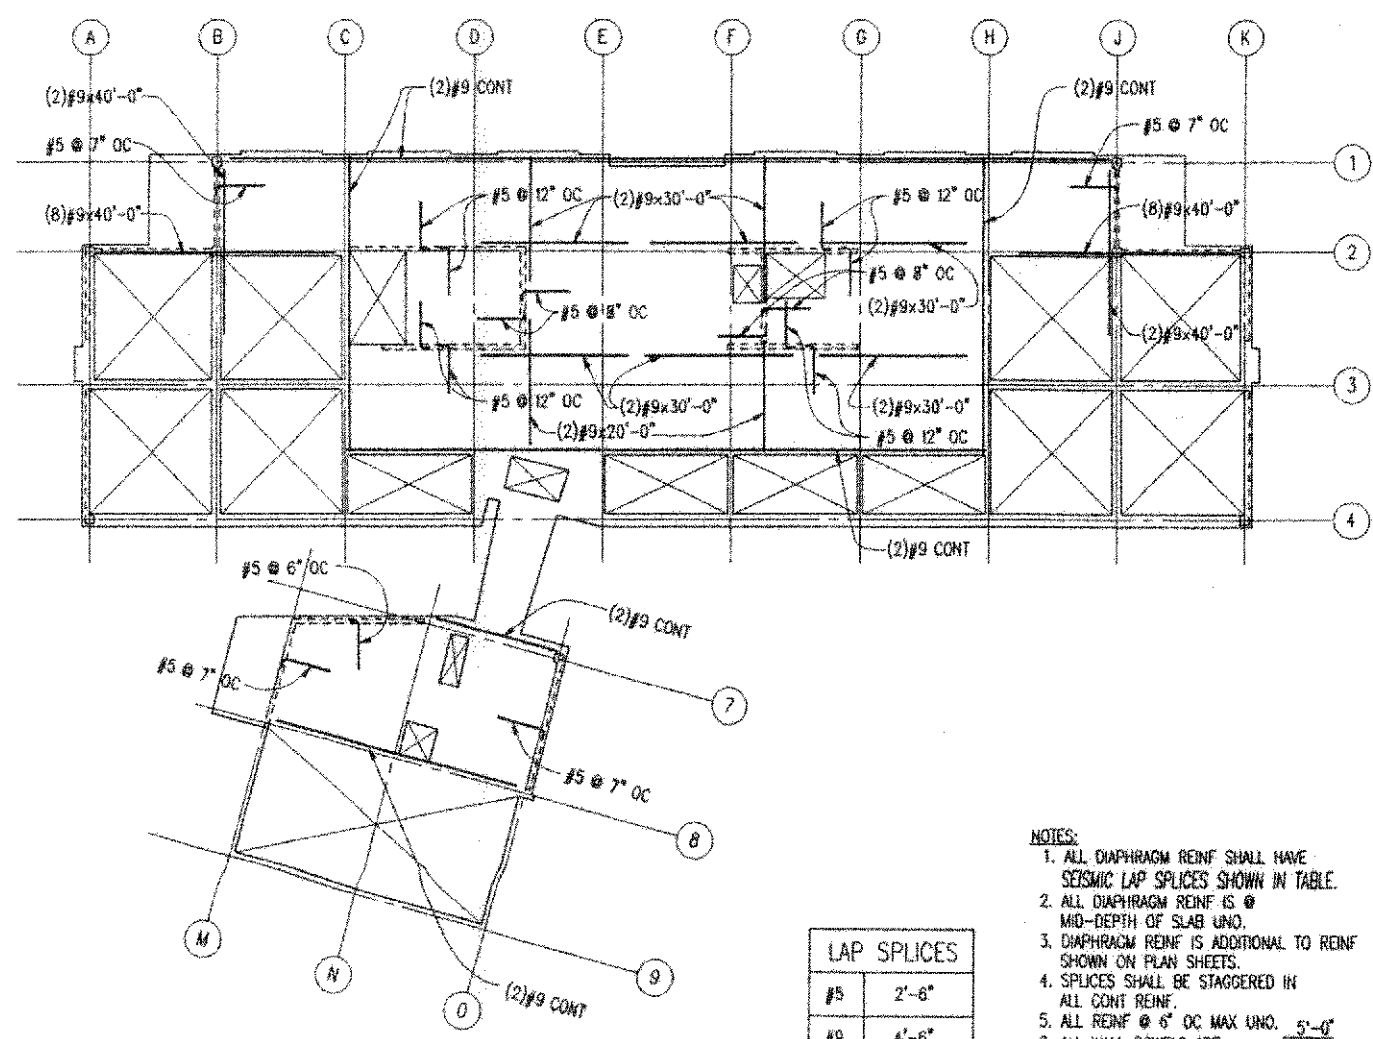 A B C D E F G H J K
(2)#9x40'-0"
(2)#9 CONT
(2)#9 CONT
#5 @ 7" OC
#5 @ 7" OC
1
#5 @ 12" OC
(2)#9x30'-0"
#5 @ 12" OC
(8)#9x40'-0"
(8)#9x40'-0"
2
#5 @ 8" OC
(2)#9x30'-0"
#5 @ 8" OC
(2)#9x40'-0"
3
#5 @ 12" OC
(2)#9x30'-0"
(2)#9x30'-0"
(2)#9x20'-0"
#5 @ 12" OC
4
(2)#9 CONT
#5 @ 6" OC
(2)#9 CONT
#5 @ 7" OC
7
#5 @ 7" OC
8
M
N
9
O
(2)#9 CONT
LAP SPLICES
#5 2'-6"
#9 4'-6"
NOTES:
1. ALL DIAPHRAGM REINF SHALL HAVE
SEISMIC LAP SPLICES SHOWN IN TABLE.
2. ALL DIAPHRAGM REINF IS @
MID-DEPTH OF SLAB UNO.
3. DIAPHRAGM REINF IS ADDITIONAL TO REINF
SHOWN ON PLAN SHEETS.
4. SPLICES SHALL BE STAGGERED IN
ALL CONT REINF.
5. ALL REINF @ 6" OC MAX UNO. 5'-0"